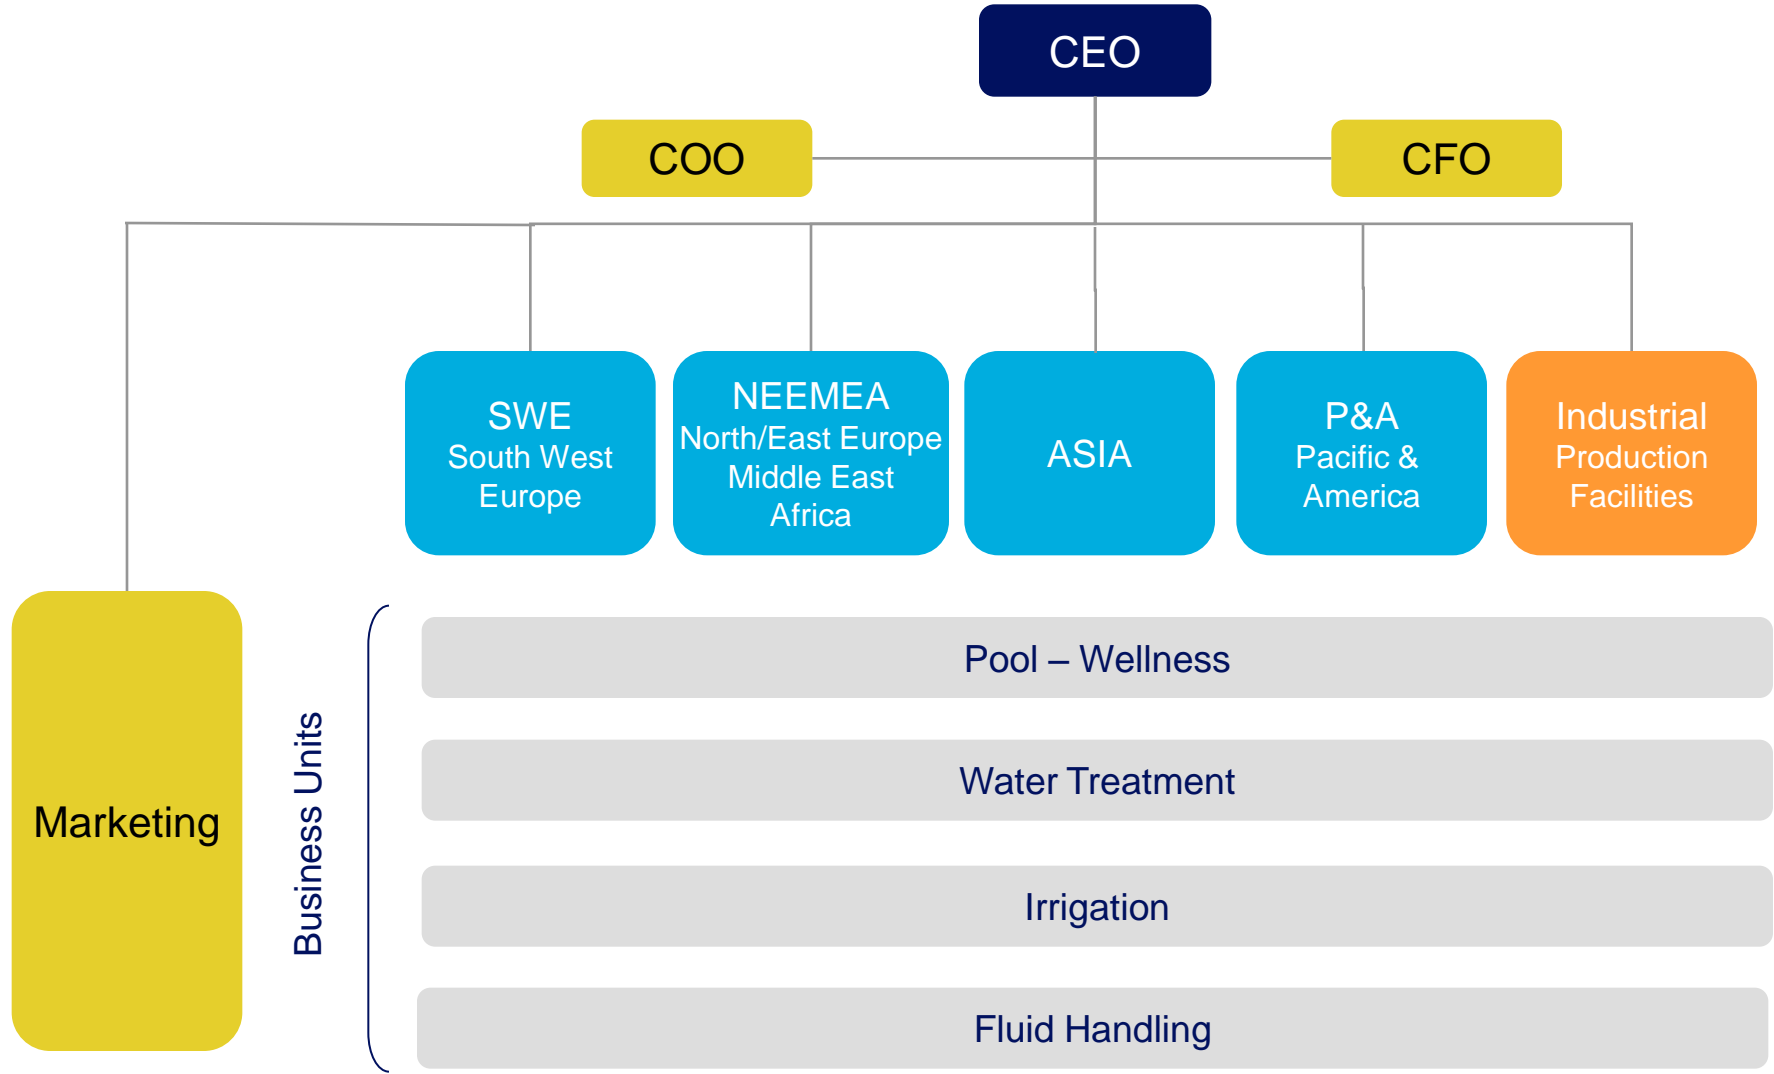 CEO
COO
CFO
SWE
South West
Europe
NEEMEA
North/East Europe
Middle East
Africa
ASIA
P&A
Pacific &
America
Industrial
Production
Facilities
Marketing
Business Units
Pool – Wellness
Water Treatment
Irrigation
Fluid Handling